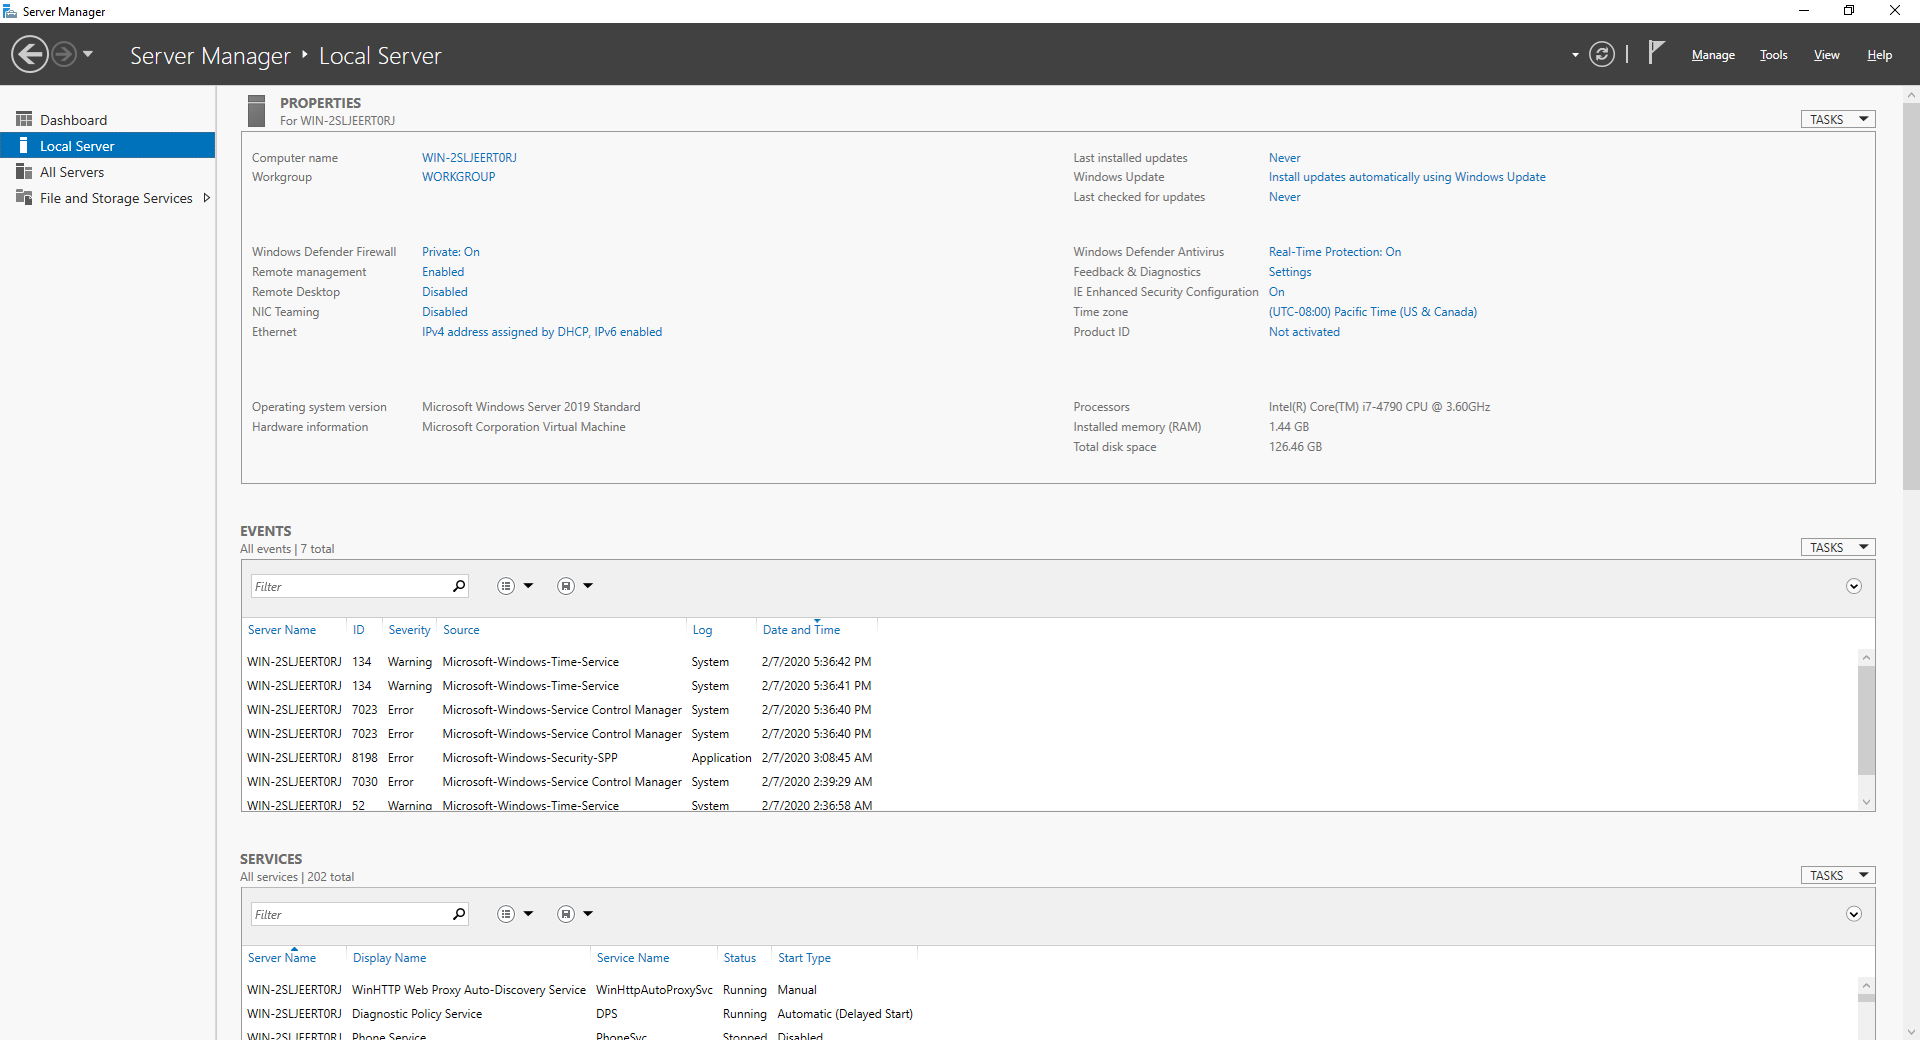 Server Manager
Server Manager ‣ Local Server
Manage Tools View Help
Dashboard
Local Server
All Servers
File and Storage Services
PROPERTIES
For WIN-2SLJEERT0RJ
TASKS
Computer name WIN-2SLJEERT0RJ
Workgroup WORKGROUP
Last installed updates Never
Windows Update Install updates automatically using Windows Update
Last checked for updates Never
Windows Defender Firewall Private: On
Remote management Enabled
Remote Desktop Disabled
NIC Teaming Disabled
Ethernet IPv4 address assigned by DHCP, IPv6 enabled
Windows Defender Antivirus Real-Time Protection: On
Feedback & Diagnostics Settings
IE Enhanced Security Configuration On
Time zone (UTC-08:00) Pacific Time (US & Canada)
Product ID Not activated
Operating system version Microsoft Windows Server 2019 Standard
Hardware information Microsoft Corporation Virtual Machine
Processors Intel(R) Core(TM) i7-4790 CPU @ 3.60GHz
Installed memory (RAM) 1.44 GB
Total disk space 126.46 GB
EVENTS
All events | 7 total
TASKS
Filter
Server Name ID Severity Source Log Date and Time
WIN-2SLJEERT0RJ 134 Warning Microsoft-Windows-Time-Service System 2/7/2020 5:36:42 PM
WIN-2SLJEERT0RJ 134 Warning Microsoft-Windows-Time-Service System 2/7/2020 5:36:41 PM
WIN-2SLJEERT0RJ 7023 Error Microsoft-Windows-Service Control Manager System 2/7/2020 5:36:40 PM
WIN-2SLJEERT0RJ 7023 Error Microsoft-Windows-Service Control Manager System 2/7/2020 5:36:40 PM
WIN-2SLJEERT0RJ 8198 Error Microsoft-Windows-Security-SPP Application 2/7/2020 3:08:45 AM
WIN-2SLJEERT0RJ 7030 Error Microsoft-Windows-Service Control Manager System 2/7/2020 2:39:29 AM
WIN-2SLJEERT0RJ 52 Warning Microsoft-Windows-Time-Service System 2/7/2020 2:36:58 AM
SERVICES
All services | 202 total
TASKS
Filter
Server Name Display Name Service Name Status Start Type
WIN-2SLJEERT0RJ WinHTTP Web Proxy Auto-Discovery Service WinHttpAutoProxySvc Running Manual
WIN-2SLJEERT0RJ Diagnostic Policy Service DPS Running Automatic (Delayed Start)
WIN-2SLJEERT0RJ Phone Service PhoneSvc Stopped Disabled